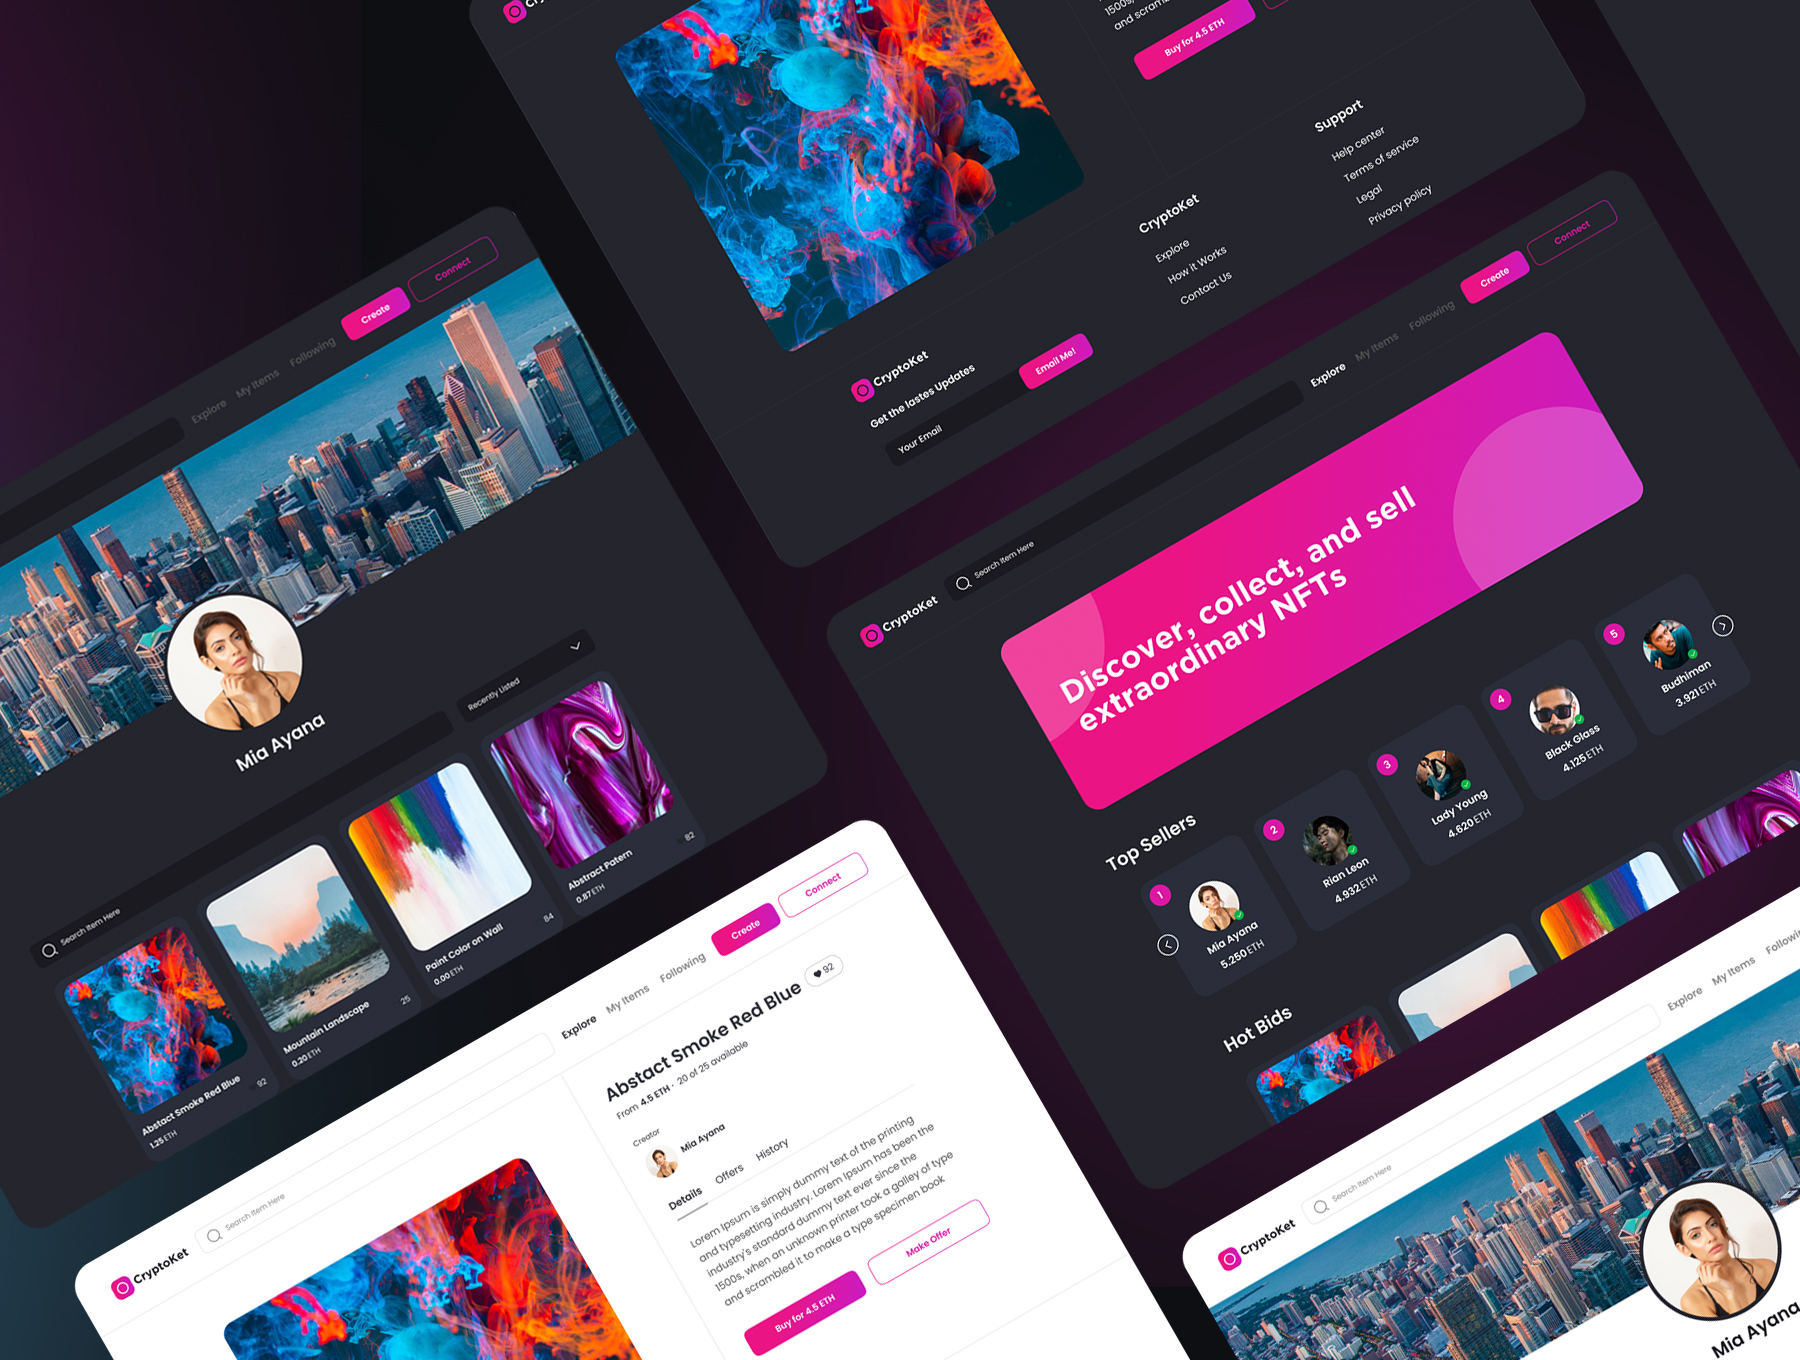 Explore
My Items
Following
Create
Connect
Mia Ayana
Search Item Here
Recently Listed
Abstact Smoke Red Blue
1.25 ETH
92
Mountain Landscape
0.20 ETH
25
Paint Color on Wall
0.00 ETH
84
Abstract Patern
0.87 ETH
82
1500s,
Buy for 4.5 ETH
CryptoKet
Get the lastes Updates
Your Email
Email Me!
CryptoKet
Explore
How it Works
Contact Us
Support
Help center
Terms of service
Legal
Privacy policy
CryptoKet
Search Item Here
Explore
My Items
Following
Create
Connect
Discover, collect, and sell
extraordinary NFTs
Top Sellers
1
Mia Ayana
5.250 ETH
2
Rian Leon
4.932 ETH
3
Lady Young
4.620 ETH
4
Black Glass
4.125 ETH
5
Budhiman
3.921 ETH
Hot Bids
CryptoKet
Search Item Here
Explore
My Items
Following
Create
Connect
Abstact Smoke Red Blue
92
From 4.5 ETH · 20 of 25 available
Creator
Mia Ayana
Details
Offers
History
Lorem Ipsum is simply dummy text of the printing
and typesetting industry. Lorem Ipsum has been the
industry's standard dummy text ever since the
1500s, when an unknown printer took a galley of type
and scrambled it to make a type specimen book
Buy for 4.5 ETH
Make Offer
CryptoKet
Search Item Here
Explore
My Items
Mia Ayana